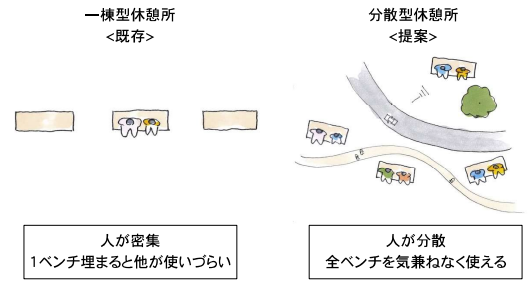 一棟型休憩所
<既存>
人が密集
1ベンチ埋まると他が使いづらい
分散型休憩所
<提案>
人が分散
全ベンチを気兼ねなく使える